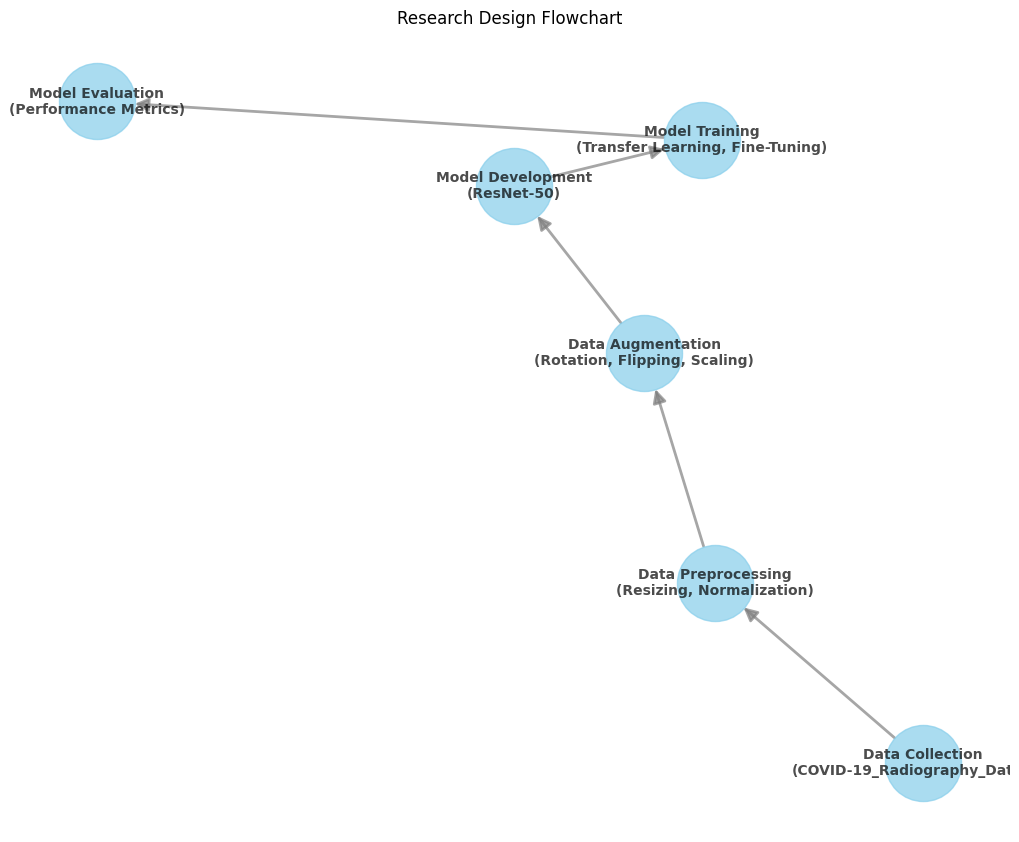 Research Design Flowchart
Model Evaluation
(Performance Metrics)
Model Training
(Transfer Learning, Fine-Tuning)
Model Development
(ResNet-50)
Data Augmentation
(Rotation, Flipping, Scaling)
Data Preprocessing
(Resizing, Normalization)
Data Collection
(COVID-19_Radiography_Dat